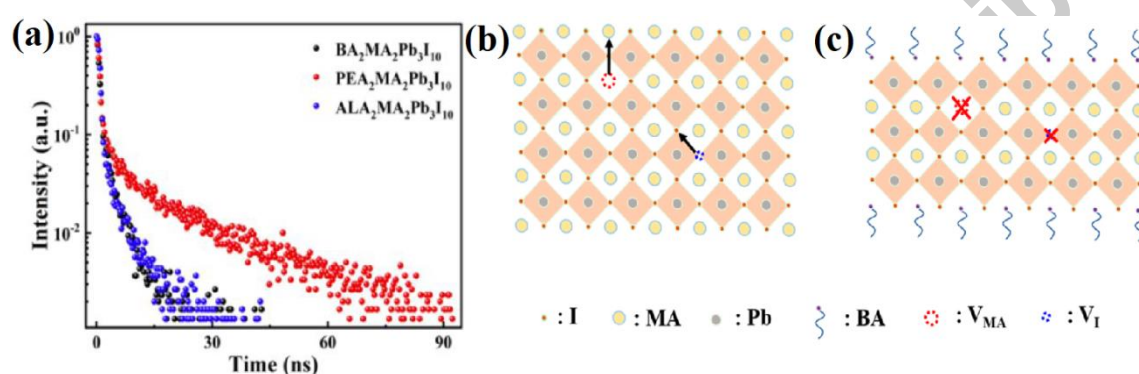 (a)
BA₂MA₂Pb₃I₁₀
PEA₂MA₂Pb₃I₁₀
ALA₂MA₂Pb₃I₁₀
Intensity (a.u.)
10⁰
10⁻¹
10⁻²
0 30 60 90
Time (ns)
(b)
(c)
: I : MA : Pb : BA : V_MA : V_I